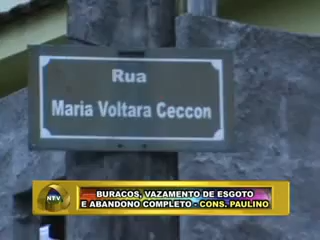 Rua
Maria Voltara Ceccon
NTV
BURACOS, VAZAMENTO DE ESGOTO
E ABANDONO COMPLETO - CONS. PAULINO